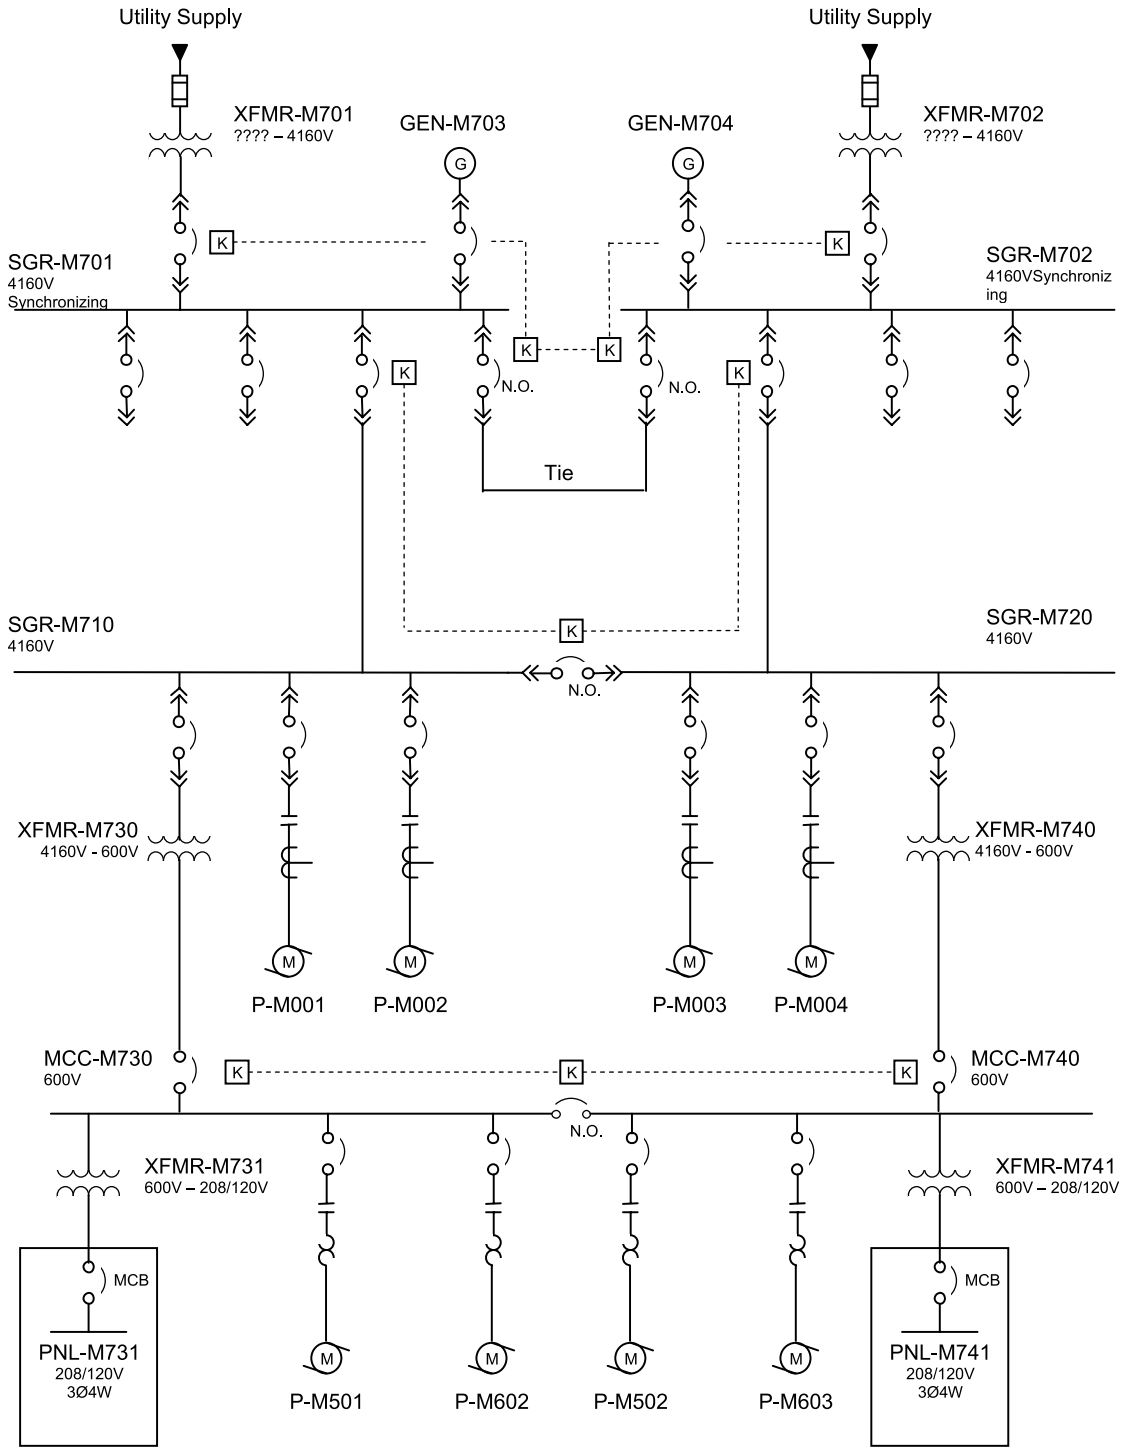 Utility Supply
Utility Supply
XFMR-M701
???? – 4160V
GEN-M703
GEN-M704
XFMR-M702
???? – 4160V
G
G
K
K
SGR-M701
4160V
Synchronizing
SGR-M702
4160VSynchroniz
ing
K
K
K
K
N.O.
N.O.
Tie
SGR-M710
4160V
K
SGR-M720
4160V
N.O.
XFMR-M730
4160V - 600V
XFMR-M740
4160V - 600V
M
M
M
M
P-M001
P-M002
P-M003
P-M004
MCC-M730
600V
K
K
K
MCC-M740
600V
N.O.
XFMR-M731
600V – 208/120V
XFMR-M741
600V – 208/120V
MCB
MCB
PNL-M731
208/120V
3Ø4W
M
M
M
M
PNL-M741
208/120V
3Ø4W
P-M501
P-M602
P-M502
P-M603